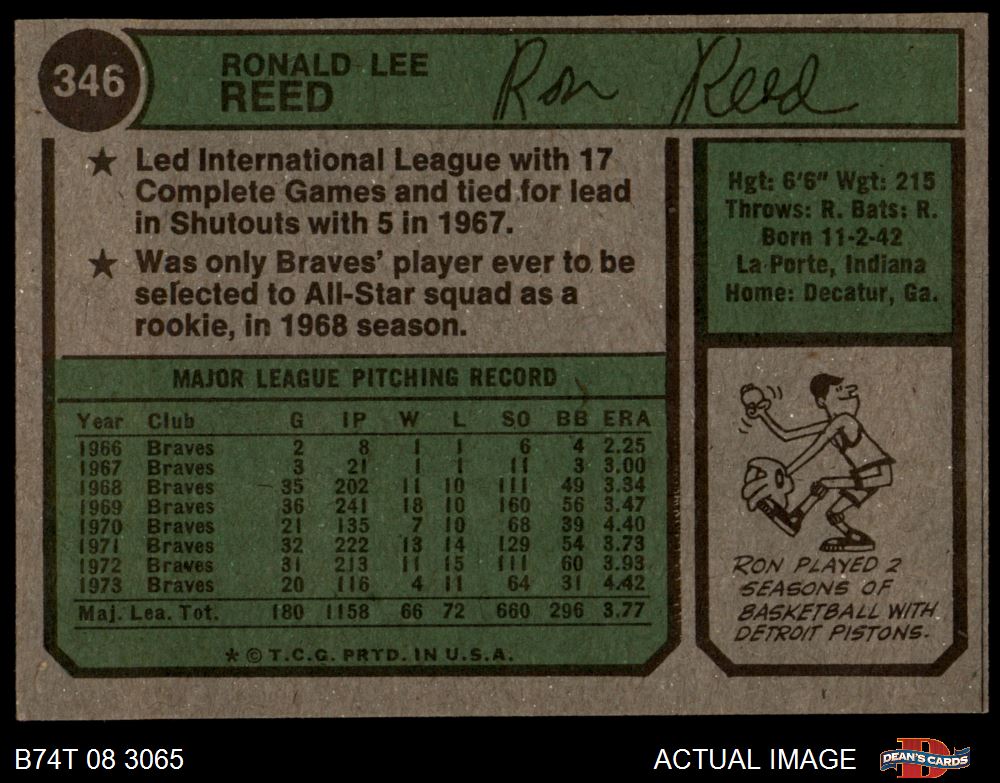 346
RONALD LEE
REED
Ron Reed
★ Led International League with 17
Complete Games and tied for lead
in Shutouts with 5 in 1967.
★ Was only Braves' player ever to be
selected to All-Star squad as a
rookie, in 1968 season.
Hgt: 6'6" Wgt: 215
Throws: R. Bats: R.
Born 11-2-42
La Porte, Indiana
Home: Decatur, Ga.
MAJOR LEAGUE PITCHING RECORD
Year Club G IP W L SO BB ERA
1966 Braves 2 8 1 1 6 4 2.25
1967 Braves 3 21 1 1 11 3 3.00
1968 Braves 35 202 11 10 111 49 3.34
1969 Braves 36 241 18 10 160 56 3.47
1970 Braves 21 135 7 10 68 39 4.40
1971 Braves 32 222 13 14 129 54 3.73
1972 Braves 31 213 11 15 111 60 3.93
1973 Braves 20 116 4 11 64 31 4.42
Maj. Lea. Tot. 180 1158 66 72 660 296 3.77
* © T.C.G. PRTD. IN U.S.A.
RON PLAYED 2
SEASONS OF
BASKETBALL WITH
DETROIT PISTONS.
B74T 08 3065
ACTUAL IMAGE
DEAN'S CARDS